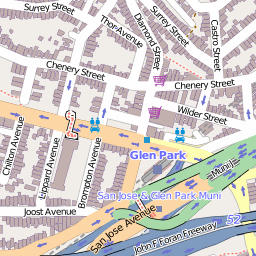 Surrey Street
Surrey Street
Thor Avenue
Diamond Street
Castro Street
Chenery Street
Chenery Street
Wilder Street
Chilton Avenue
Lippard Avenue
Brompton Avenue
Glen Park
Muni
San Jose & Glen Park Muni
Joost Avenue
San Jose Avenue
52
John F Foran Freeway